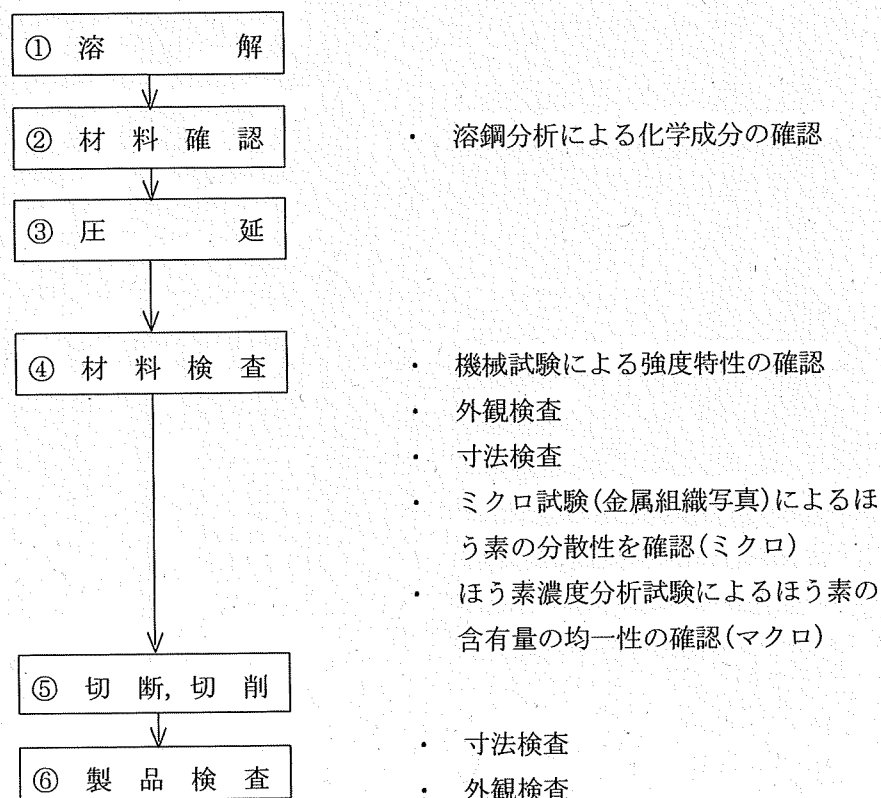 ① 溶 解
② 材 料 確 認
・ 溶鋼分析による化学成分の確認
③ 圧 延
④ 材 料 検 査
・ 機械試験による強度特性の確認
・ 外観検査
・ 寸法検査
・ ミクロ試験(金属組織写真)によるほ
う素の分散性を確認(ミクロ)
・ ほう素濃度分析試験によるほう素の
含有量の均一性の確認(マクロ)
⑤ 切 断, 切 削
⑥ 製 品 検 査
・ 寸法検査
・ 外観検査